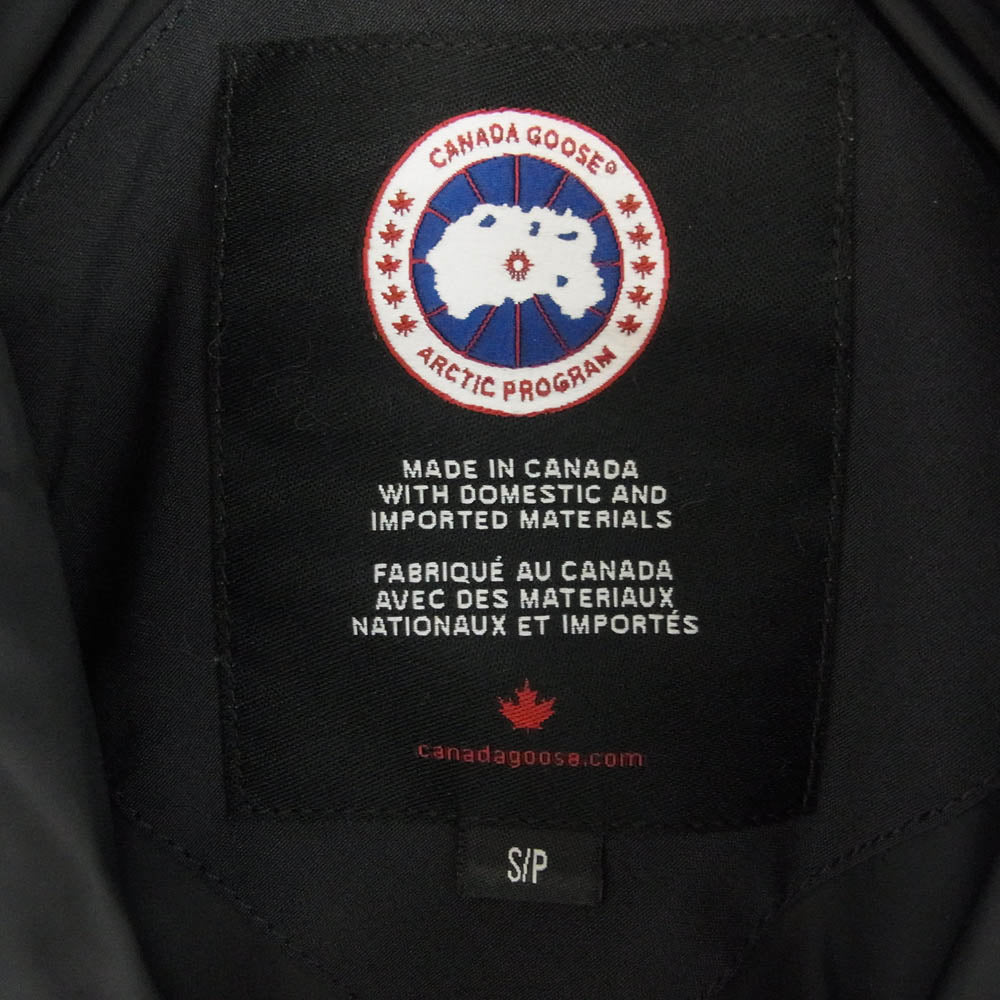 CANADA GOOSE®
ARCTIC PROGRAM
MADE IN CANADA
WITH DOMESTIC AND
IMPORTED MATERIALS
FABRIQUÉ AU CANADA
AVEC DES MATERIAUX
NATIONAUX ET IMPORTÉS
canadagoose.com
S/P